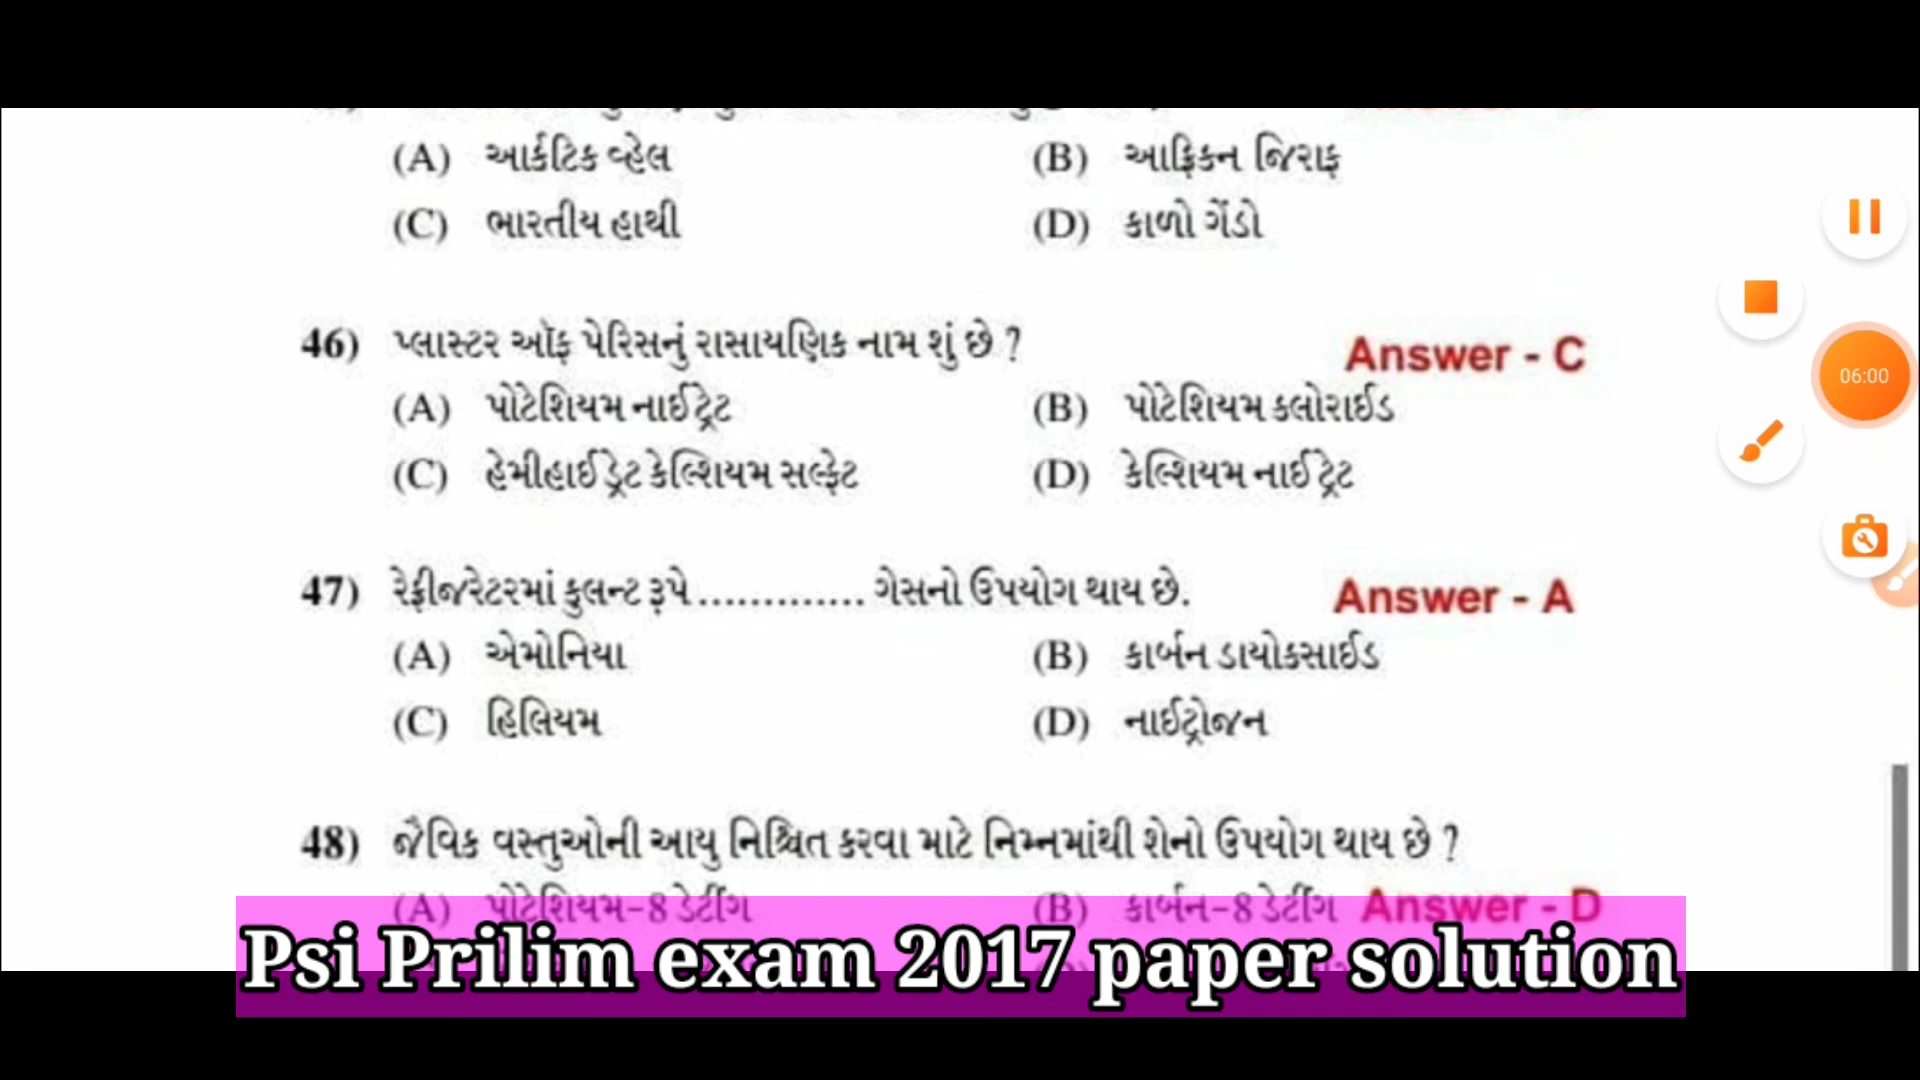 (A) આર્કટિક વ્હેલ (B) આફ્રિકન જિરાફ
(C) ભારતીય હાથી (D) કાળો ગેંડો
46) પ્લાસ્ટર ઑફ પેરિસનું રાસાયણિક નામ શું છે ? Answer - C
(A) પોટેશિયમ નાઈટ્રેટ (B) પોટેશિયમ ક્લોરાઈડ
(C) હેમીહાઈડ્રેટ કેલ્શિયમ સલ્ફેટ (D) કેલ્શિયમ નાઈટ્રેટ
06:00
47) રેફ્રીજરેટરમાં કુલન્ટ રૂપે ............. ગેસનો ઉપયોગ થાય છે. Answer - A
(A) એમોનિયા (B) કાર્બન ડાયોકસાઈડ
(C) હિલિયમ (D) નાઈટ્રોજન
48) જૈવિક વસ્તુઓની આયુ નિશ્ચિત કરવા માટે નિમ્નમાંથી શેનો ઉપયોગ થાય છે ?
(A) પોટેશિયમ-8 ડેટીંગ (B) કાર્બન-8 ડેટીંગ Answer - D
Psi Prilim exam 2017 paper solution